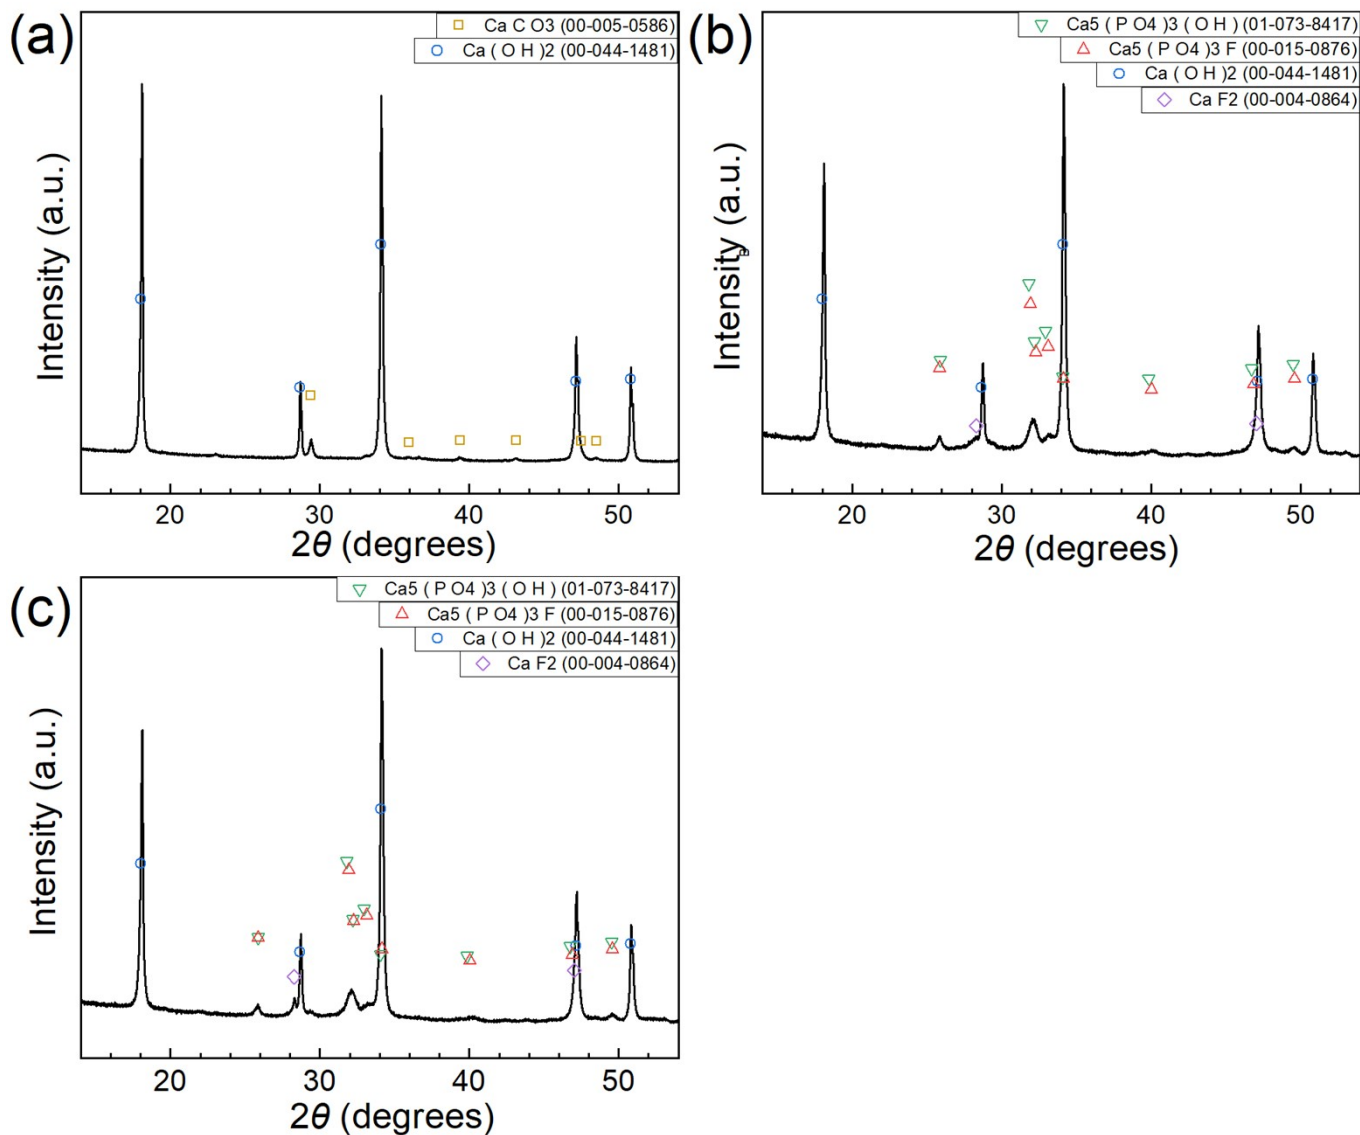 (a)
Ca C O3 (00-005-0586)
Ca ( O H )2 (00-044-1481)
Intensity (a.u.)
20 30 40 50
2θ (degrees)
(b)
Ca5 ( P O4 )3 ( O H ) (01-073-8417)
Ca5 ( P O4 )3 F (00-015-0876)
Ca ( O H )2 (00-044-1481)
Ca F2 (00-004-0864)
Intensity (a.u.)
20 30 40 50
2θ (degrees)
(c)
Ca5 ( P O4 )3 ( O H ) (01-073-8417)
Ca5 ( P O4 )3 F (00-015-0876)
Ca ( O H )2 (00-044-1481)
Ca F2 (00-004-0864)
Intensity (a.u.)
20 30 40 50
2θ (degrees)